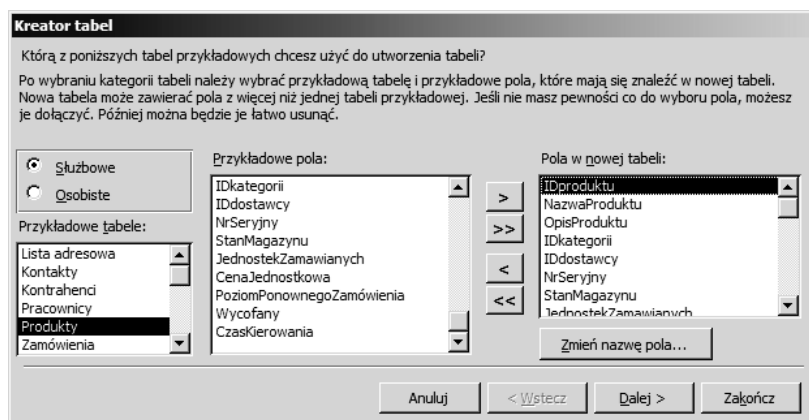 Kreator tabel
Którą z poniższych tabel przykładowych chcesz użyć do utworzenia tabeli?
Po wybraniu kategorii tabeli należy wybrać przykładową tabelę i przykładowe pola, które mają się znaleźć w nowej tabeli.
Nowa tabela może zawierać pola z więcej niż jednej tabeli przykładowej. Jeśli nie masz pewności co do wyboru pola, możesz
je dołączyć. Później można będzie je łatwo usunąć.
Służbowe
Osobiste
Przykładowe tabele:
Lista adresowa
Kontakty
Kontrahenci
Pracownicy
Produkty
Zamówienia
Przykładowe pola:
IDkategorii
IDdostawcy
NrSeryjny
StanMagazynu
JednostekZamawianych
CenaJednostkowa
PoziomPonownegoZamówienia
Wycofany
CzasKierowania
>
>>
<
<<
Pola w nowej tabeli:
IDproduktu
NazwaProduktu
OpisProduktu
IDkategorii
IDdostawcy
NrSeryjny
StanMagazynu
JednostekZamawianych
Zmień nazwę pola...
Anuluj
< Wstecz
Dalej >
Zakończ